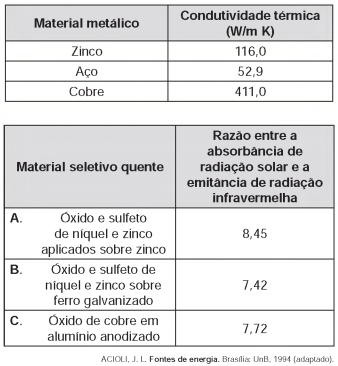 Material metálico
Condutividade térmica
(W/m K)
Zinco
116,0
Aço
52,9
Cobre
411,0
Material seletivo quente
Razão entre a
absorbância de
radiação solar e a
emitância de radiação
infravermelha
A. Óxido e sulfeto
de níquel e zinco
aplicados sobre zinco
8,45
B. Óxido e sulfeto de
níquel e zinco sobre
ferro galvanizado
7,42
C. Óxido de cobre em
alumínio anodizado
7,72
ACIOLI, J. L. Fontes de energia. Brasília: UnB, 1994 (adaptado).